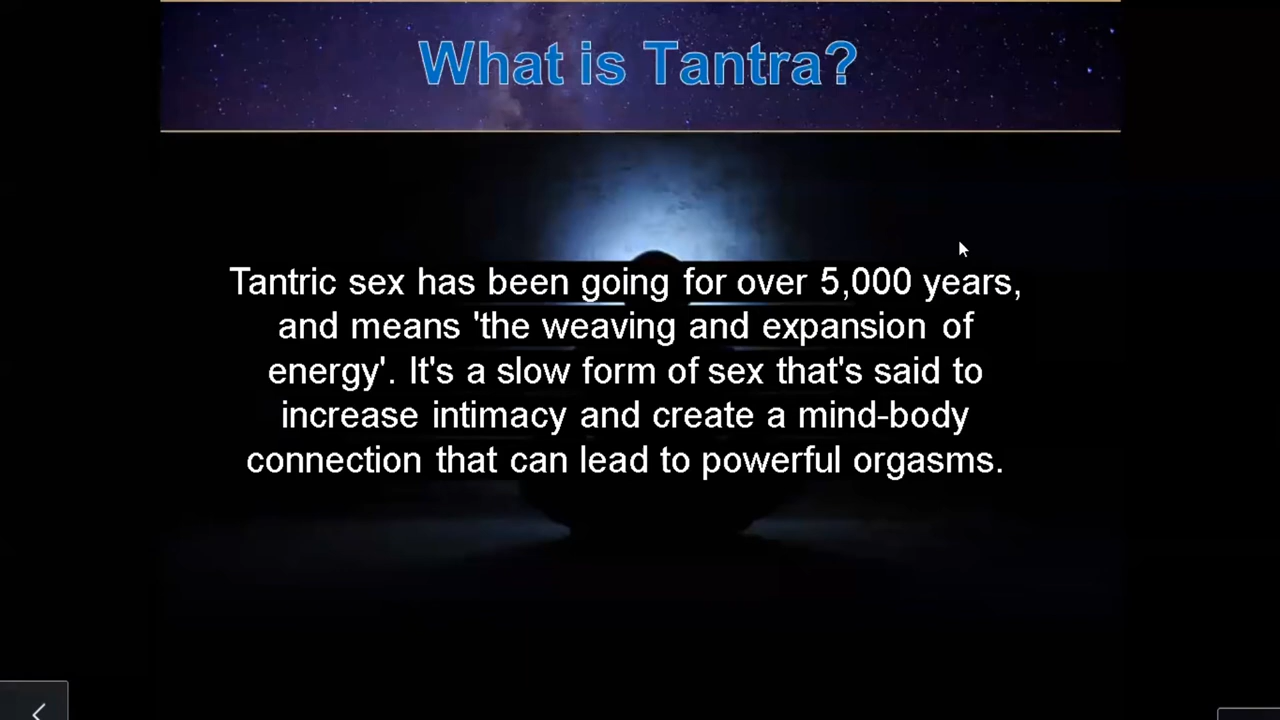 What is Tantra?
Tantric sex has been going for over 5,000 years,
and means 'the weaving and expansion of
energy'. It's a slow form of sex that's said to
increase intimacy and create a mind-body
connection that can lead to powerful orgasms.